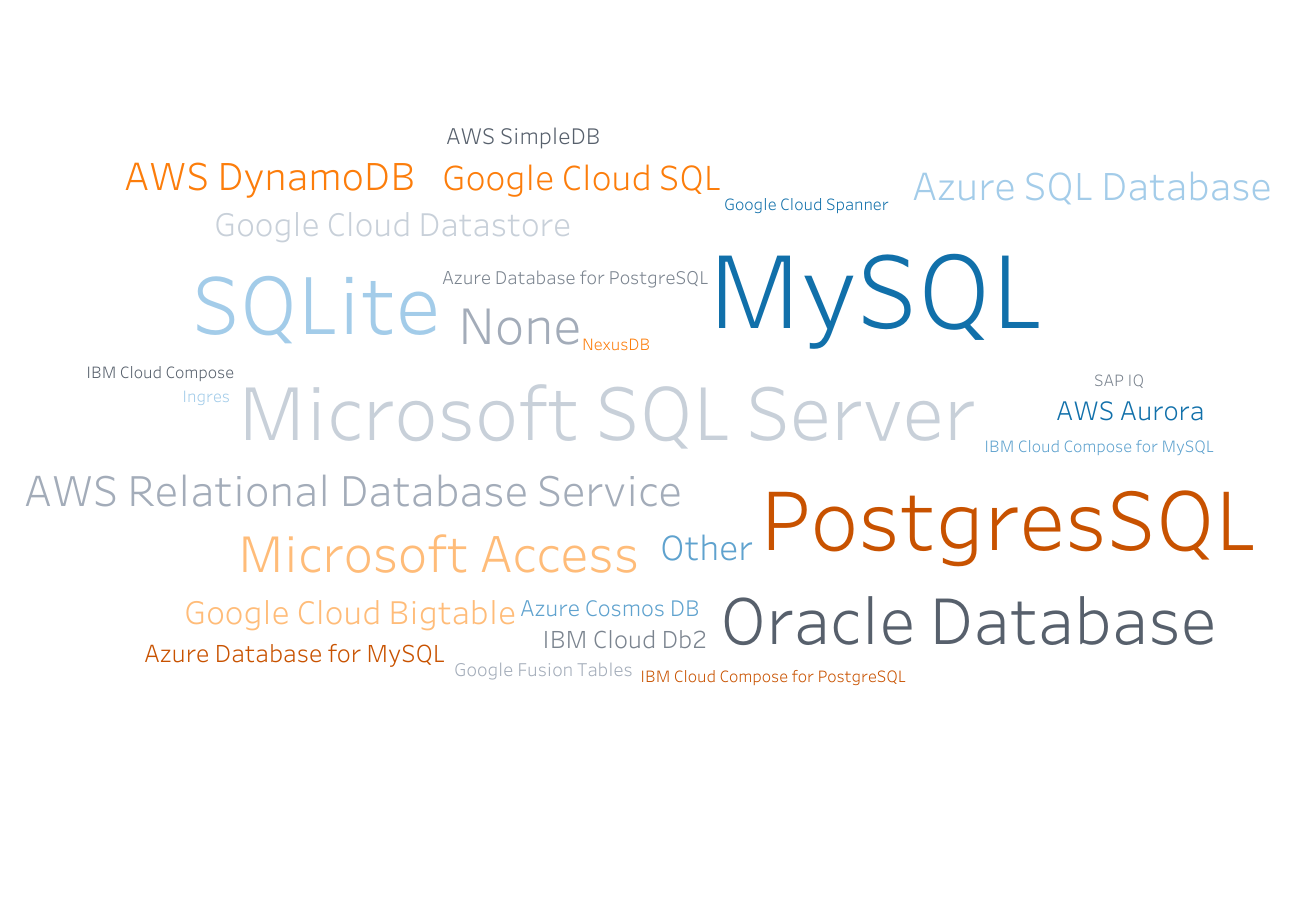 AWS SimpleDB
AWS DynamoDB
Google Cloud SQL
Azure SQL Database
Google Cloud Spanner
Google Cloud Datastore
SQLite
Azure Database for PostgreSQL
MySQL
None
NexusDB
IBM Cloud Compose
Ingres
Microsoft SQL Server
SAP IQ
AWS Aurora
IBM Cloud Compose for MySQL
AWS Relational Database Service
PostgresSQL
Microsoft Access
Other
Google Cloud Bigtable
Azure Cosmos DB
Oracle Database
IBM Cloud Db2
Azure Database for MySQL
Google Fusion Tables
IBM Cloud Compose for PostgreSQL